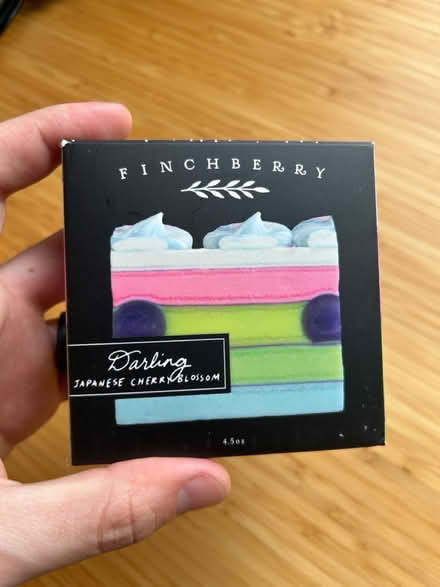 FINCHBERRY
Darling
JAPANESE CHERRY BLOSSOM
4.5oz